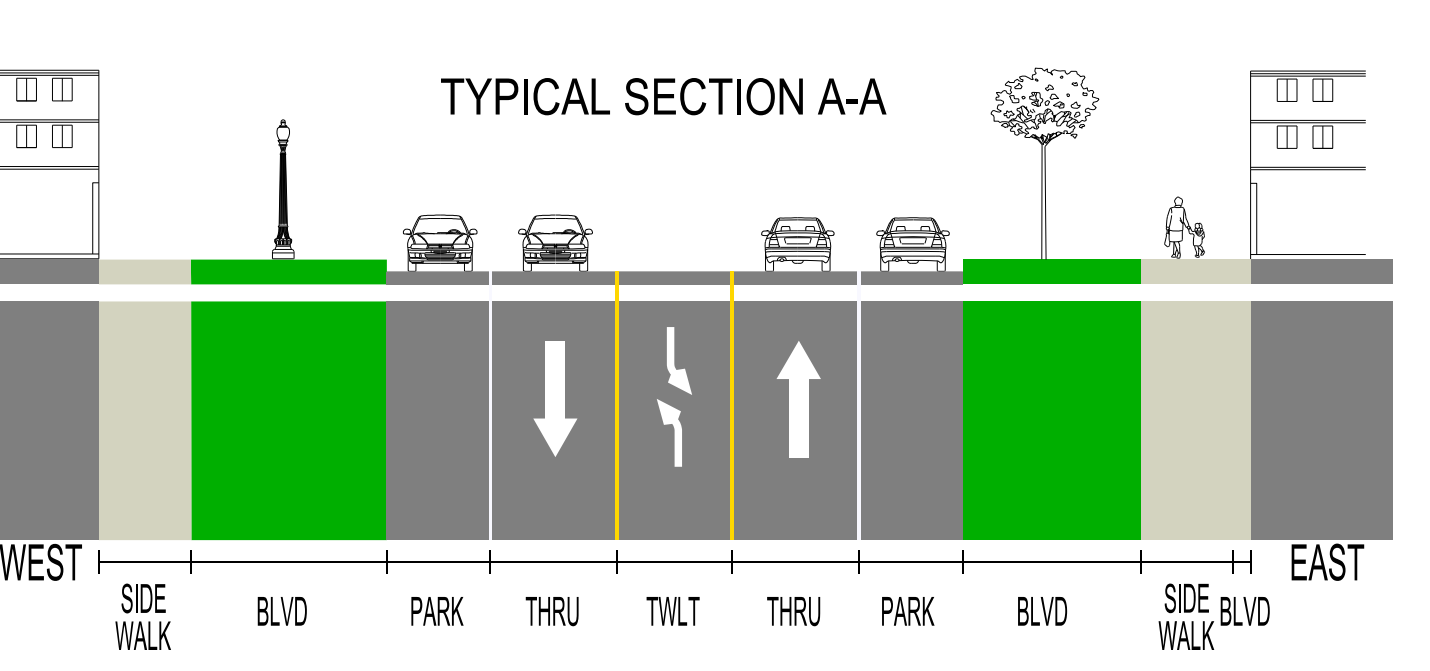 TYPICAL SECTION A-A
WEST
EAST
SIDE
WALK
BLVD
PARK
THRU
TWLT
THRU
PARK
BLVD
SIDE
WALK
BLVD